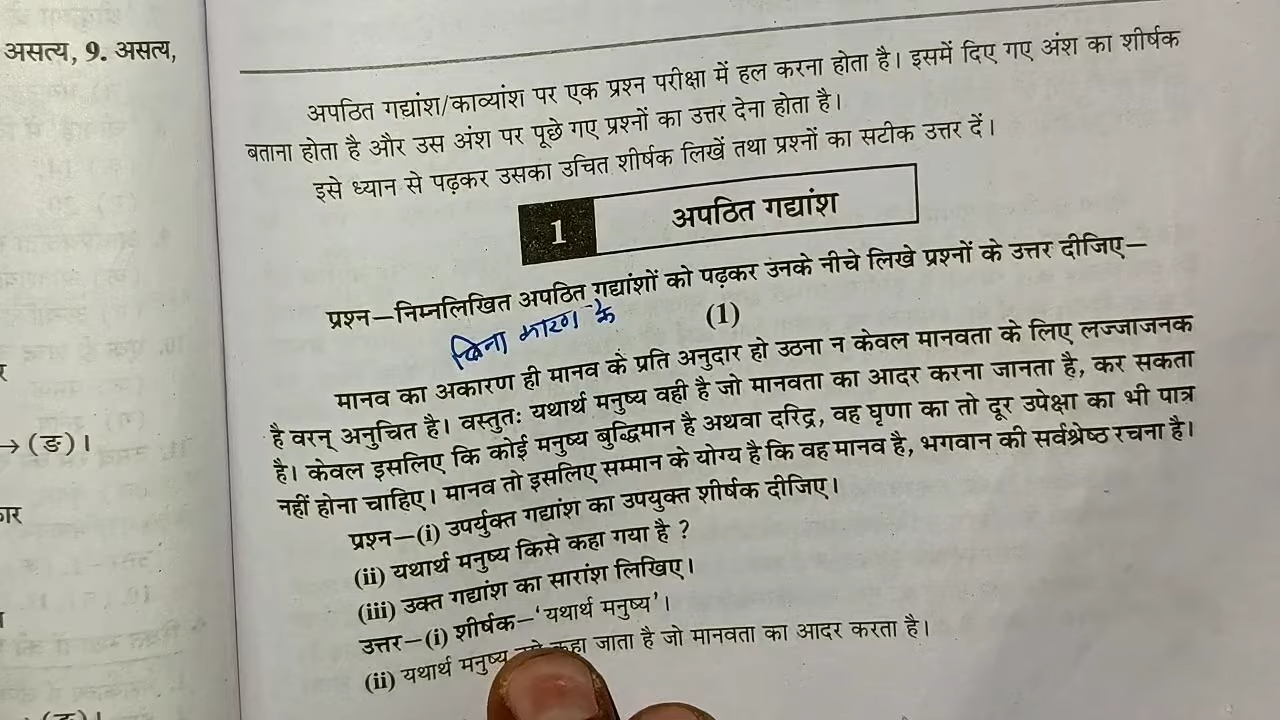 असत्य, 9. असत्य,
→ (ङ)।
अपठित गद्यांश/काव्यांश पर एक प्रश्न परीक्षा में हल करना होता है। इसमें दिए गए अंश का शीर्षक
बताना होता है और उस अंश पर पूछे गए प्रश्नों का उत्तर देना होता है।
इसे ध्यान से पढ़कर उसका उचित शीर्षक लिखें तथा प्रश्नों का सटीक उत्तर दें।
1 अपठित गद्यांश
प्रश्न—निम्नलिखित अपठित गद्यांशों को पढ़कर उनके नीचे लिखे प्रश्नों के उत्तर दीजिए—
(1)
बिना कारण के
मानव का अकारण ही मानव के प्रति अनुदार हो उठना न केवल मानवता के लिए लज्जाजनक
है वरन् अनुचित है। वस्तुतः यथार्थ मनुष्य वही है जो मानवता का आदर करना जानता है, कर सकता
है। केवल इसलिए कि कोई मनुष्य बुद्धिमान है अथवा दरिद्र, वह घृणा का तो दूर उपेक्षा का भी पात्र
नहीं होना चाहिए। मानव तो इसलिए सम्मान के योग्य है कि वह मानव है, भगवान की सर्वश्रेष्ठ रचना है।
प्रश्न—(i) उपर्युक्त गद्यांश का उपयुक्त शीर्षक दीजिए।
(ii) यथार्थ मनुष्य किसे कहा गया है ?
(iii) उक्त गद्यांश का सारांश लिखिए।
उत्तर—(i) शीर्षक—‘यथार्थ मनुष्य’।
(ii) यथार्थ मनुष्य कहा जाता है जो मानवता का आदर करता है।